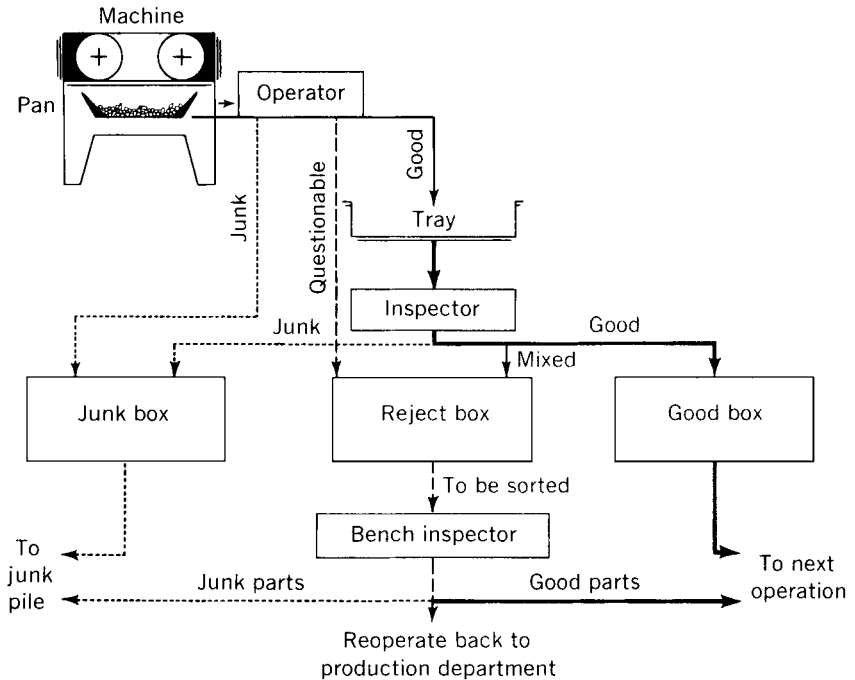 Machine
Pan
Operator
Junk
Questionable
Good
Tray
Inspector
Junk
Good
Mixed
Junk box
Reject box
Good box
To be sorted
Bench inspector
To
junk
pile
Junk parts
Good parts
To next
operation
Reoperate back to
production department